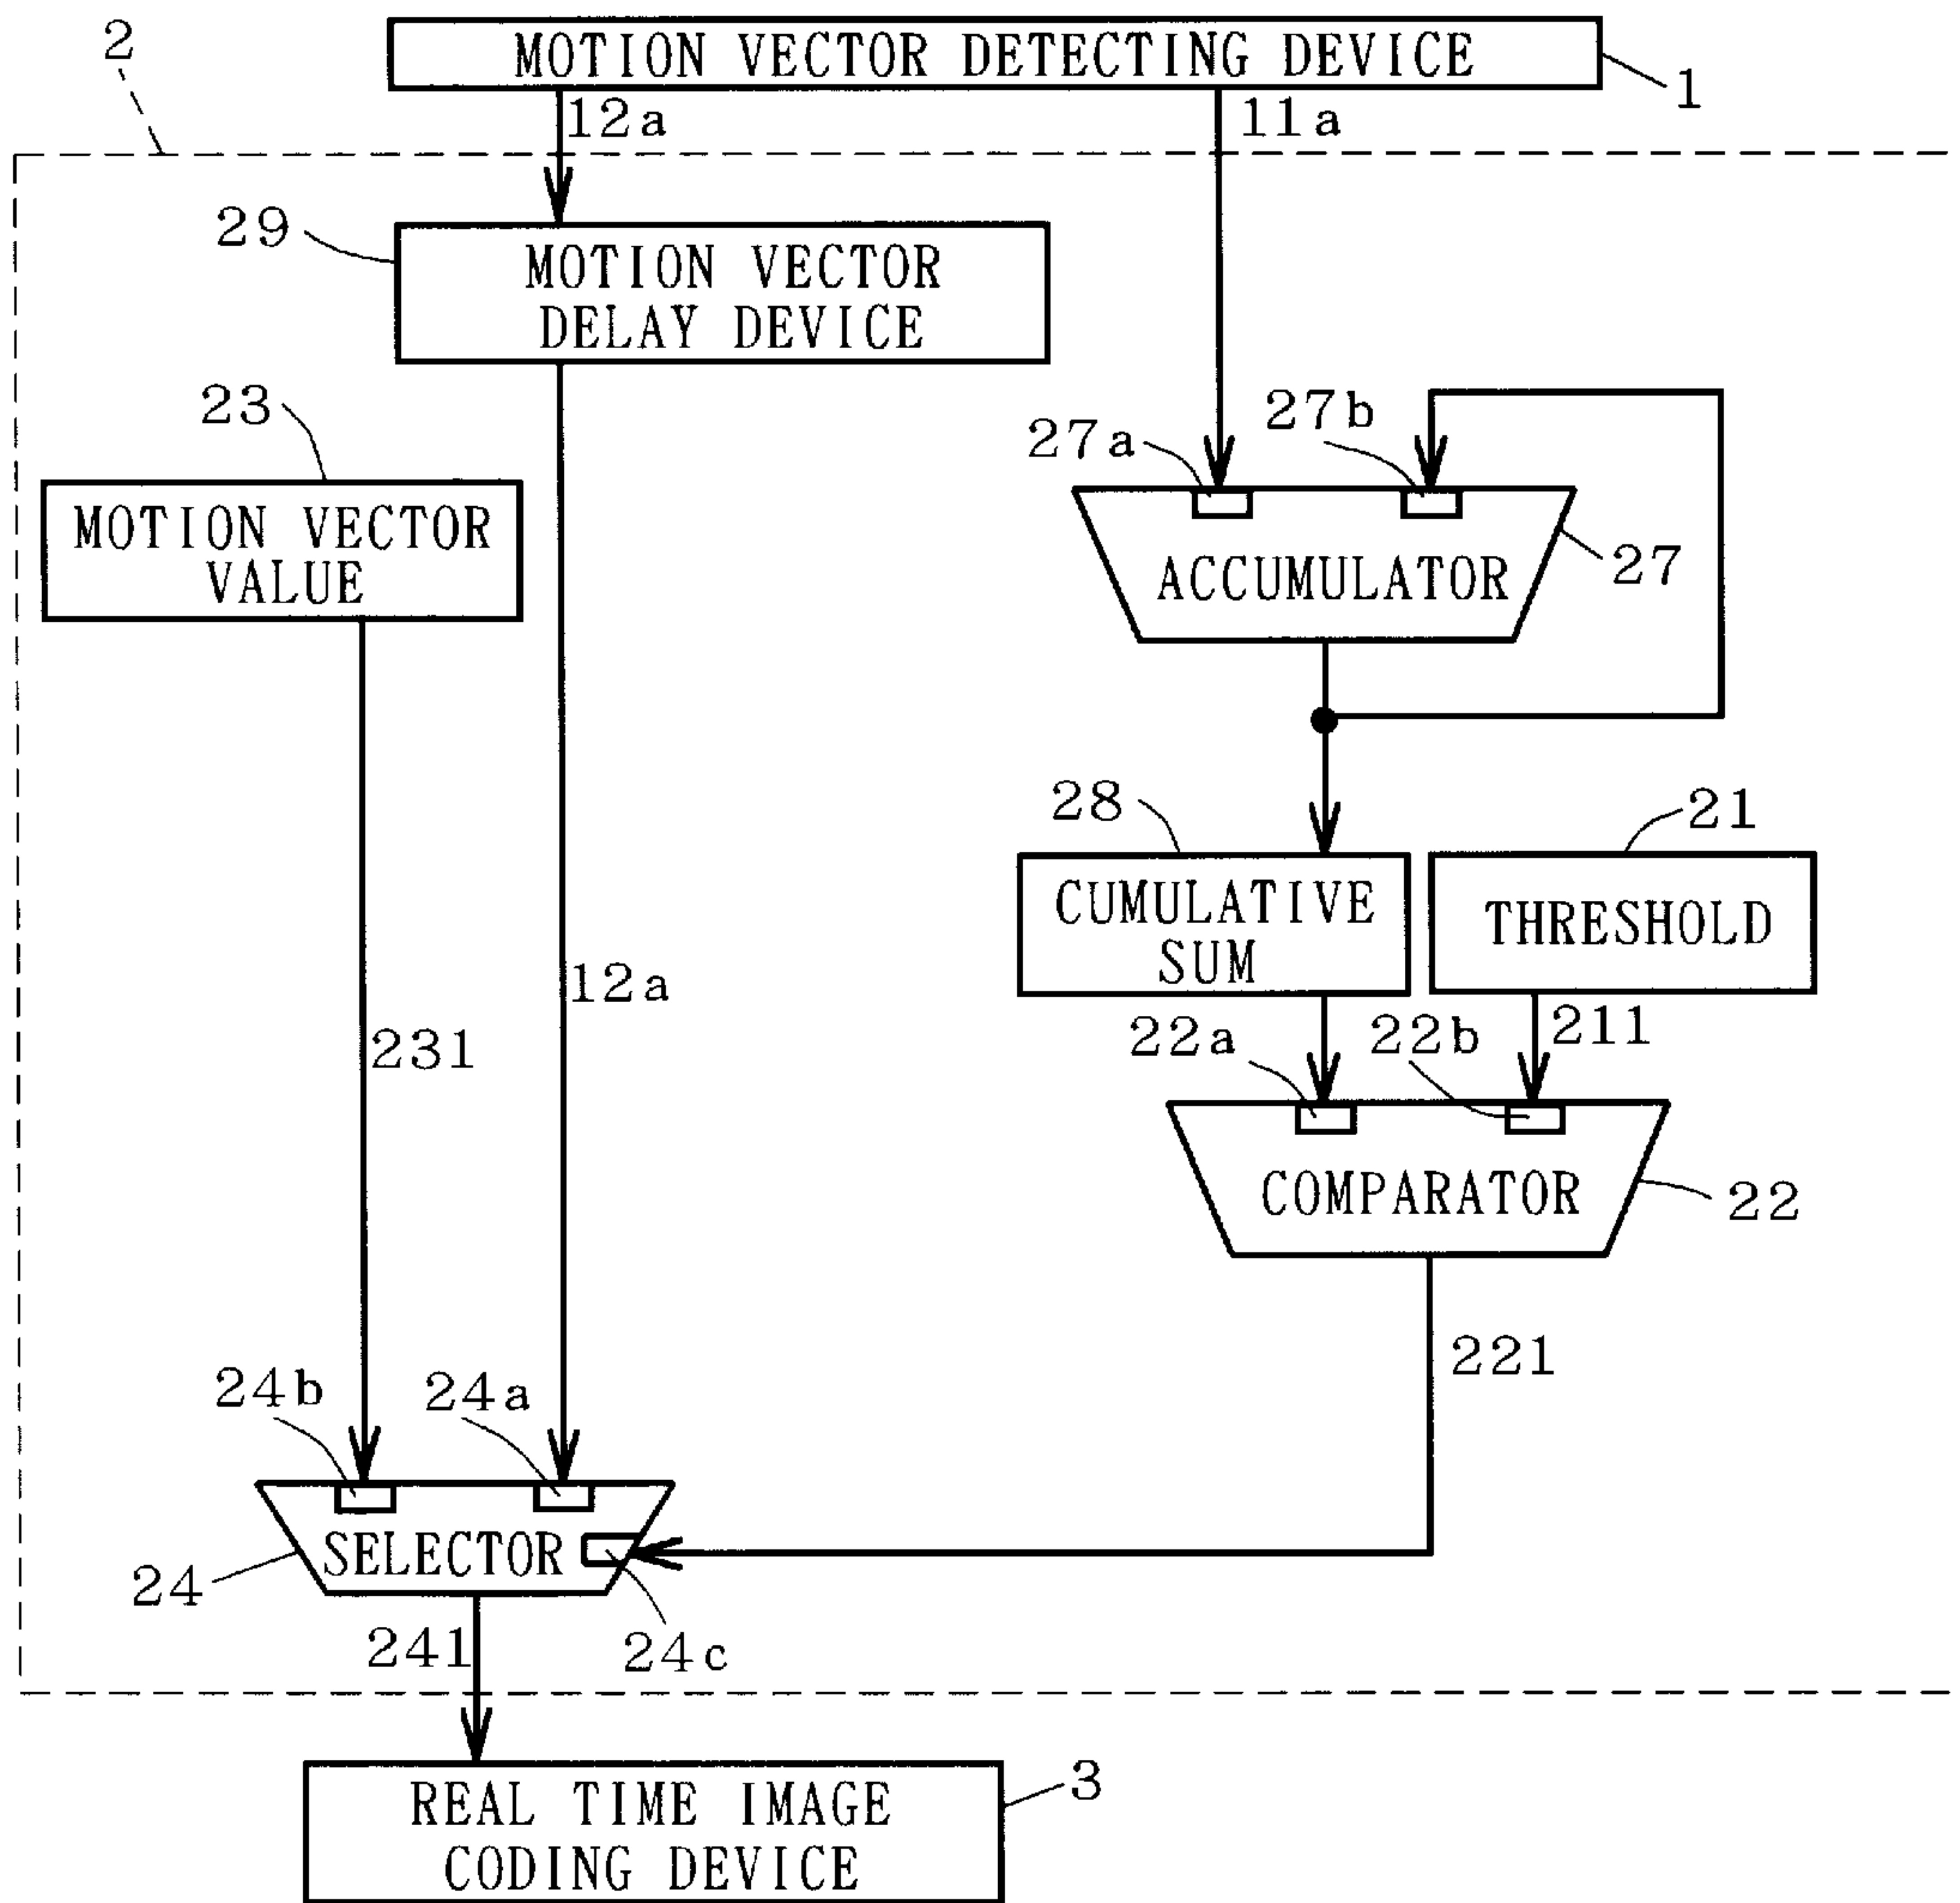 2
MOTION VECTOR DETECTING DEVICE
1
12a
11a
29
MOTION VECTOR
DELAY DEVICE
23
27a
27b
MOTION VECTOR
VALUE
ACCUMULATOR
27
28
21
CUMULATIVE
SUM
THRESHOLD
12a
231
22a
22b
211
COMPARATOR
22
221
24b
24a
SELECTOR
24
241
24c
REAL TIME IMAGE
CODING DEVICE
3